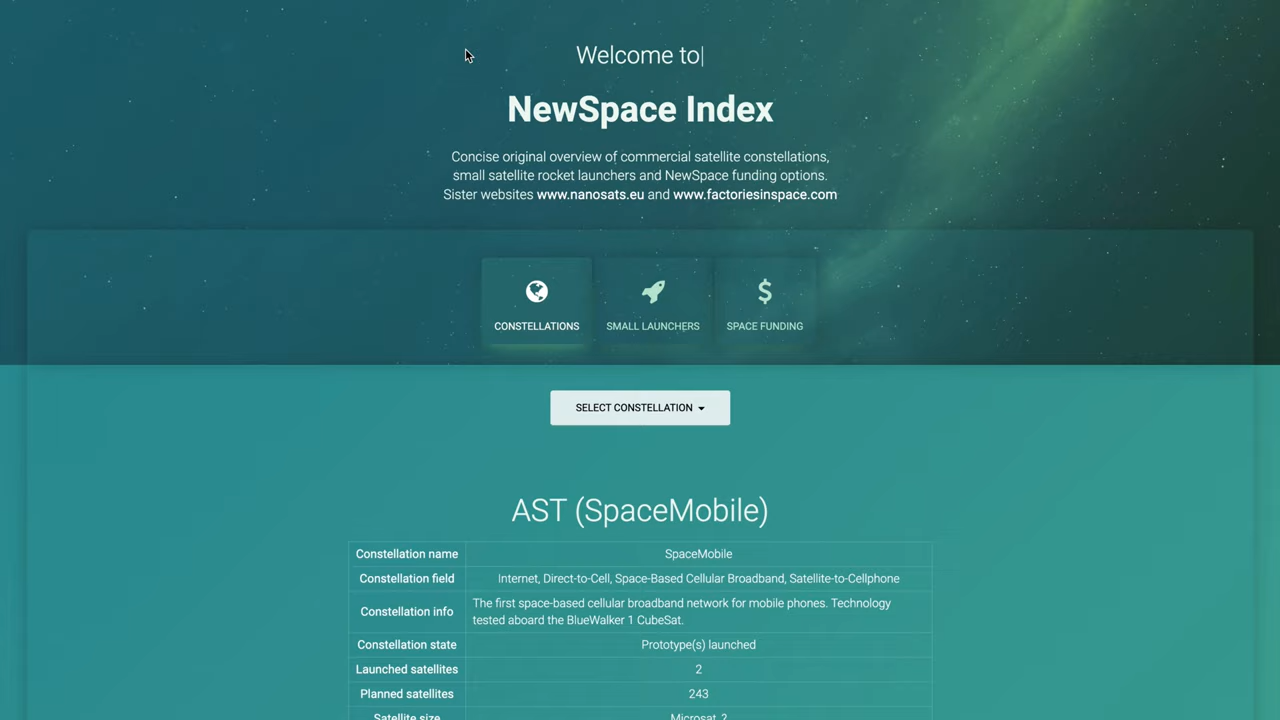 Welcome to
NewSpace Index
Concise original overview of commercial satellite constellations,
small satellite rocket launchers and NewSpace funding options.
Sister websites www.nanosats.eu and www.factoriesinspace.com
CONSTELLATIONS SMALL LAUNCHERS SPACE FUNDING
SELECT CONSTELLATION
AST (SpaceMobile)
Constellation name SpaceMobile
Constellation field Internet, Direct-to-Cell, Space-Based Cellular Broadband, Satellite-to-Cellphone
Constellation info The first space-based cellular broadband network for mobile phones. Technology
tested aboard the BlueWalker 1 CubeSat.
Constellation state Prototype(s) launched
Launched satellites 2
Planned satellites 243
Satellite size Microsat, ?